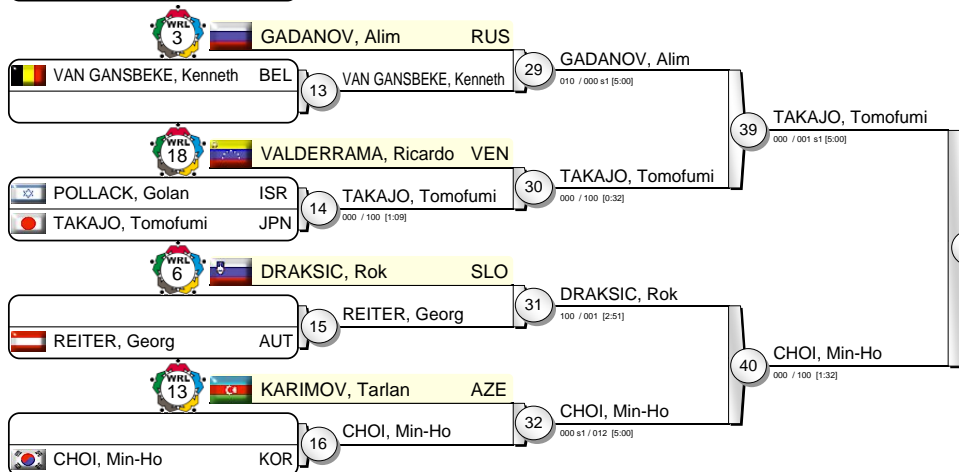 WRL
3
GADANOV, Alim RUS
VAN GANSBEKE, Kenneth BEL
13
VAN GANSBEKE, Kenneth
29
GADANOV, Alim
010 / 000 s1 [5:00]
39
TAKAJO, Tomofumi
000 / 001 s1 [5:00]
WRL
18
VALDERRAMA, Ricardo VEN
POLLACK, Golan ISR
TAKAJO, Tomofumi JPN
14
TAKAJO, Tomofumi
000 / 100 [1:09]
30
TAKAJO, Tomofumi
000 / 100 [0:32]
WRL
6
DRAKSIC, Rok SLO
REITER, Georg AUT
15
REITER, Georg
31
DRAKSIC, Rok
100 / 001 [2:51]
40
CHOI, Min-Ho
000 / 100 [1:32]
WRL
13
KARIMOV, Tarlan AZE
CHOI, Min-Ho KOR
16
CHOI, Min-Ho
32
CHOI, Min-Ho
000 s1 / 012 [5:00]